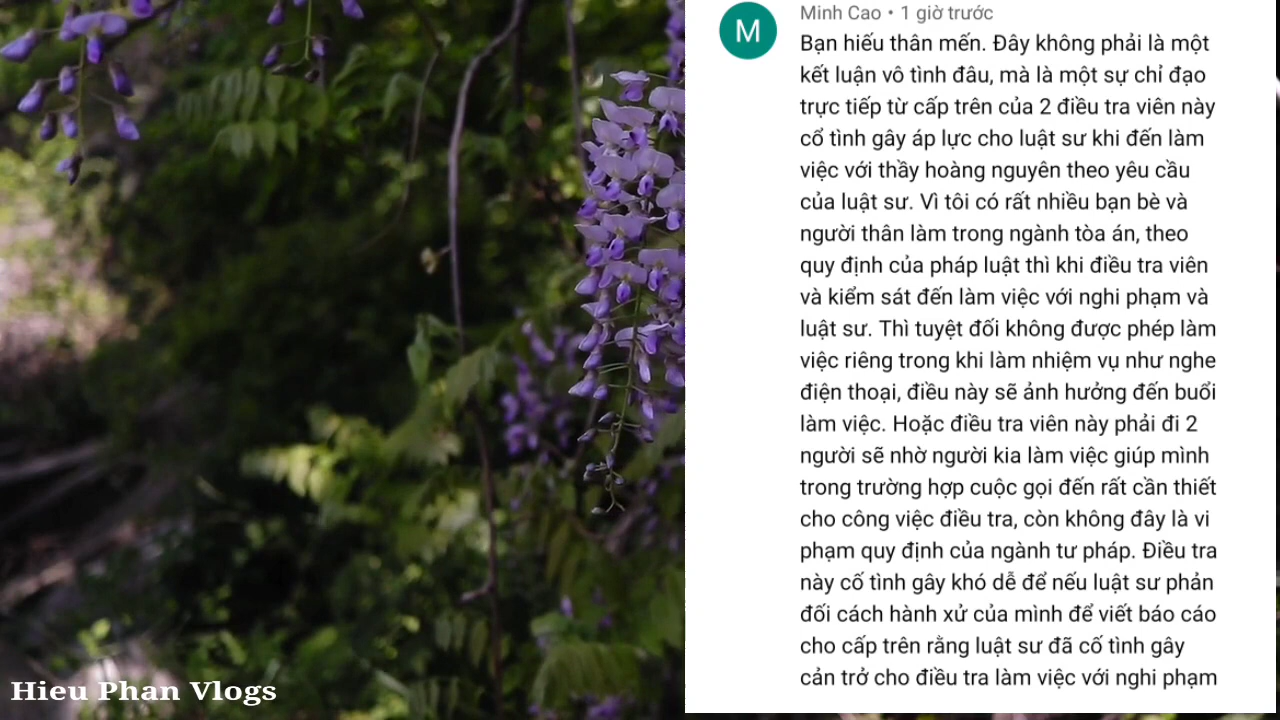 Minh Cao • 1 giờ trước
M
Bạn hiếu thân mến. Đây không phải là một
kết luận vô tình đâu, mà là một sự chỉ đạo
trực tiếp từ cấp trên của 2 điều tra viên này
cổ tình gây áp lực cho luật sư khi đến làm
việc với thầy hoàng nguyên theo yêu cầu
của luật sư. Vì tôi có rất nhiều bạn bè và
người thân làm trong ngành tòa án, theo
quy định của pháp luật thì khi điều tra viên
và kiểm sát đến làm việc với nghi phạm và
luật sư. Thì tuyệt đối không được phép làm
việc riêng trong khi làm nhiệm vụ như nghe
điện thoại, điều này sẽ ảnh hưởng đến buổi
làm việc. Hoặc điều tra viên này phải đi 2
người sẽ nhờ người kia làm việc giúp mình
trong trường hợp cuộc gọi đến rất cần thiết
cho công việc điều tra, còn không đây là vi
phạm quy định của ngành tư pháp. Điều tra
này cố tình gây khó dễ để nếu luật sư phản
đối cách hành xử của mình để viết báo cáo
cho cấp trên rằng luật sư đã cố tình gây
cản trở cho điều tra làm việc với nghi phạm
Hieu Phan Vlogs